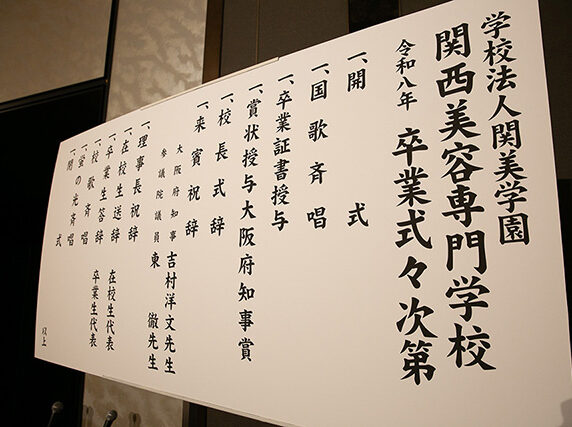 学校法人関美学園
関西美容専門学校
令和八年 卒業式々次第
一、開式
一、国歌斉唱
一、卒業証書授与
一、賞状授与大阪府知事賞
一、校長式辞
一、来賓祝辞
大阪府知事 吉村洋文先生
参議院議員 東徹先生
一、理事長祝辞
一、在校生送辞 在校生代表
一、卒業生答辞 卒業生代表
一、校歌斉唱
一、蛍の光斉唱
一、閉式
以上